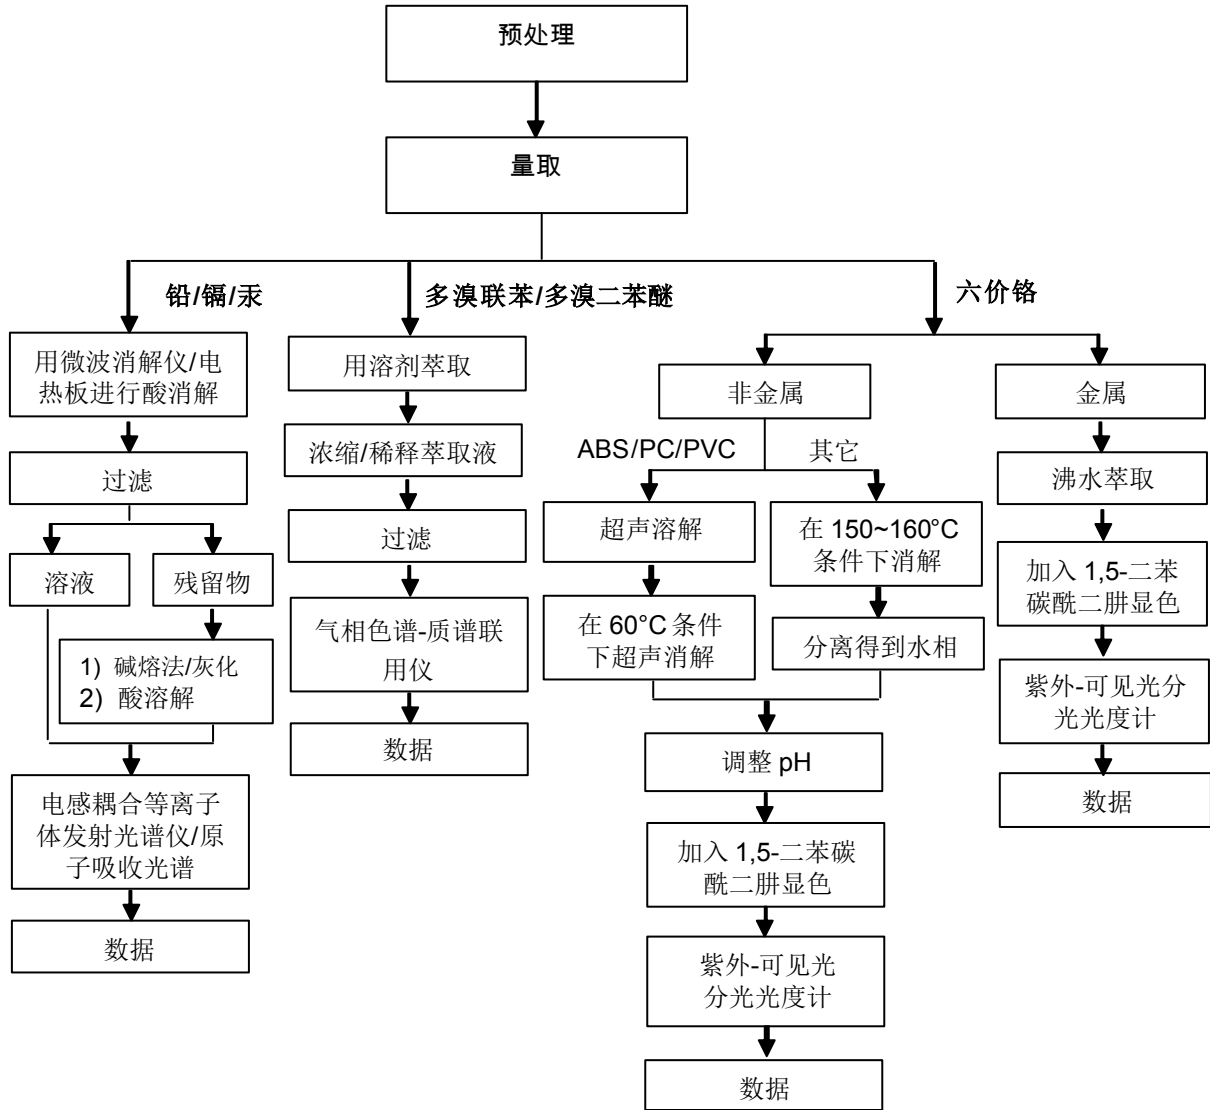 预处理
量取
铅/镉/汞
多溴联苯/多溴二苯醚
六价铬
用微波消解仪/电
热板进行酸消解
过滤
溶液
残留物
1) 碱熔法/灰化
2) 酸溶解
电感耦合等离子
体发射光谱仪/原
子吸收光谱
数据
用溶剂萃取
浓缩/稀释萃取液
过滤
气相色谱-质谱联
用仪
数据
非金属
ABS/PC/PVC
其它
超声溶解
在 60°C 条件
下超声消解
在 150~160°C
条件下消解
分离得到水相
调整 pH
加入 1,5-二苯碳
酰二肼显色
紫外-可见光
分光光度计
数据
金属
沸水萃取
加入 1,5-二苯
碳酰二肼显色
紫外-可见光分
光光度计
数据